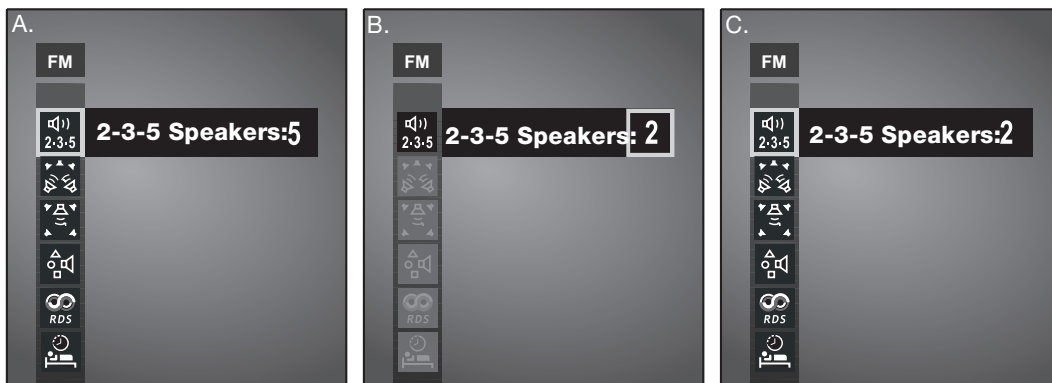 A.
FM
2·3·5
2-3-5 Speakers:5
RDS
B.
FM
2·3·5
2-3-5 Speakers: 2
RDS
C.
FM
2·3·5
2-3-5 Speakers:2
RDS